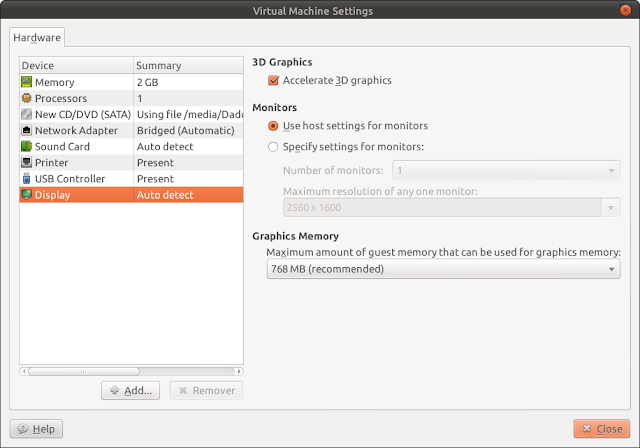 Virtual Machine Settings
Hardware
Device Summary
Memory 2 GB
Processors 1
New CD/DVD (SATA) Using file /media/Dado
Network Adapter Bridged (Automatic)
Sound Card Auto detect
Printer Present
USB Controller Present
Display Auto detect
Add...
Remover
3D Graphics
Accelerate 3D graphics
Monitors
Use host settings for monitors
Specify settings for monitors:
Number of monitors: 1
Maximum resolution of any one monitor:
2560 x 1600
Graphics Memory
Maximum amount of guest memory that can be used for graphics memory:
768 MB (recommended)
Help
Close